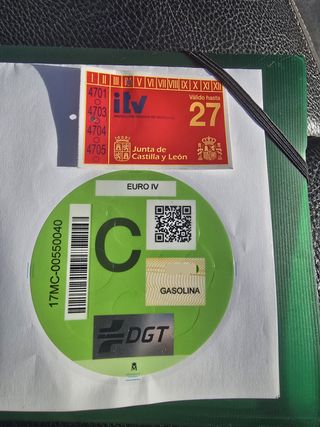 I II III IV V VI VII VIII IX X XI XII
4701
4703
4704
4705
itv
Válido hasta
27
Junta de
Castilla y León
EURO IV
C
17MC-00550040
GASOLINA
DGT